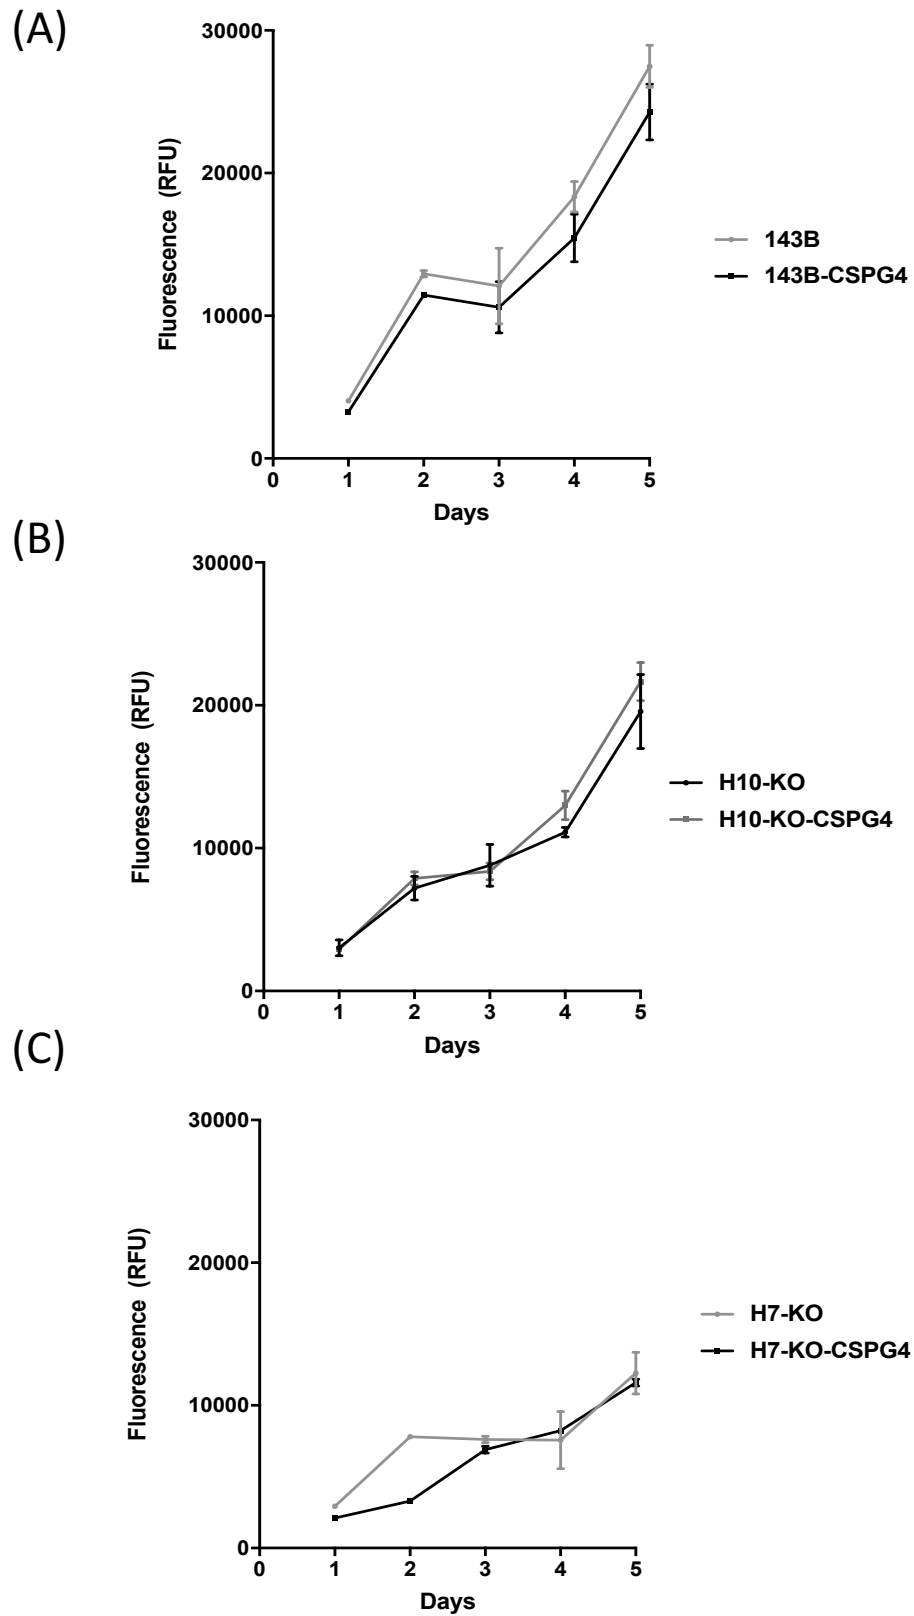 (A)
30000
20000
10000
0
Fluorescence (RFU)
0 1 2 3 4 5
Days
143B
143B-CSPG4
(B)
30000
20000
10000
0
Fluorescence (RFU)
0 1 2 3 4 5
Days
H10-KO
H10-KO-CSPG4
(C)
30000
20000
10000
0
Fluorescence (RFU)
0 1 2 3 4 5
Days
H7-KO
H7-KO-CSPG4